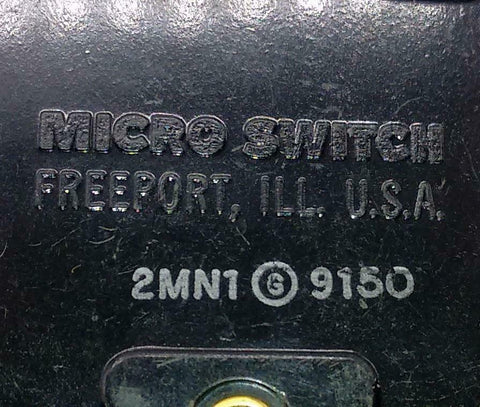 MICRO SWITCH
FREEPORT, ILL. U.S.A.
2MN1 Ⓖ 9150